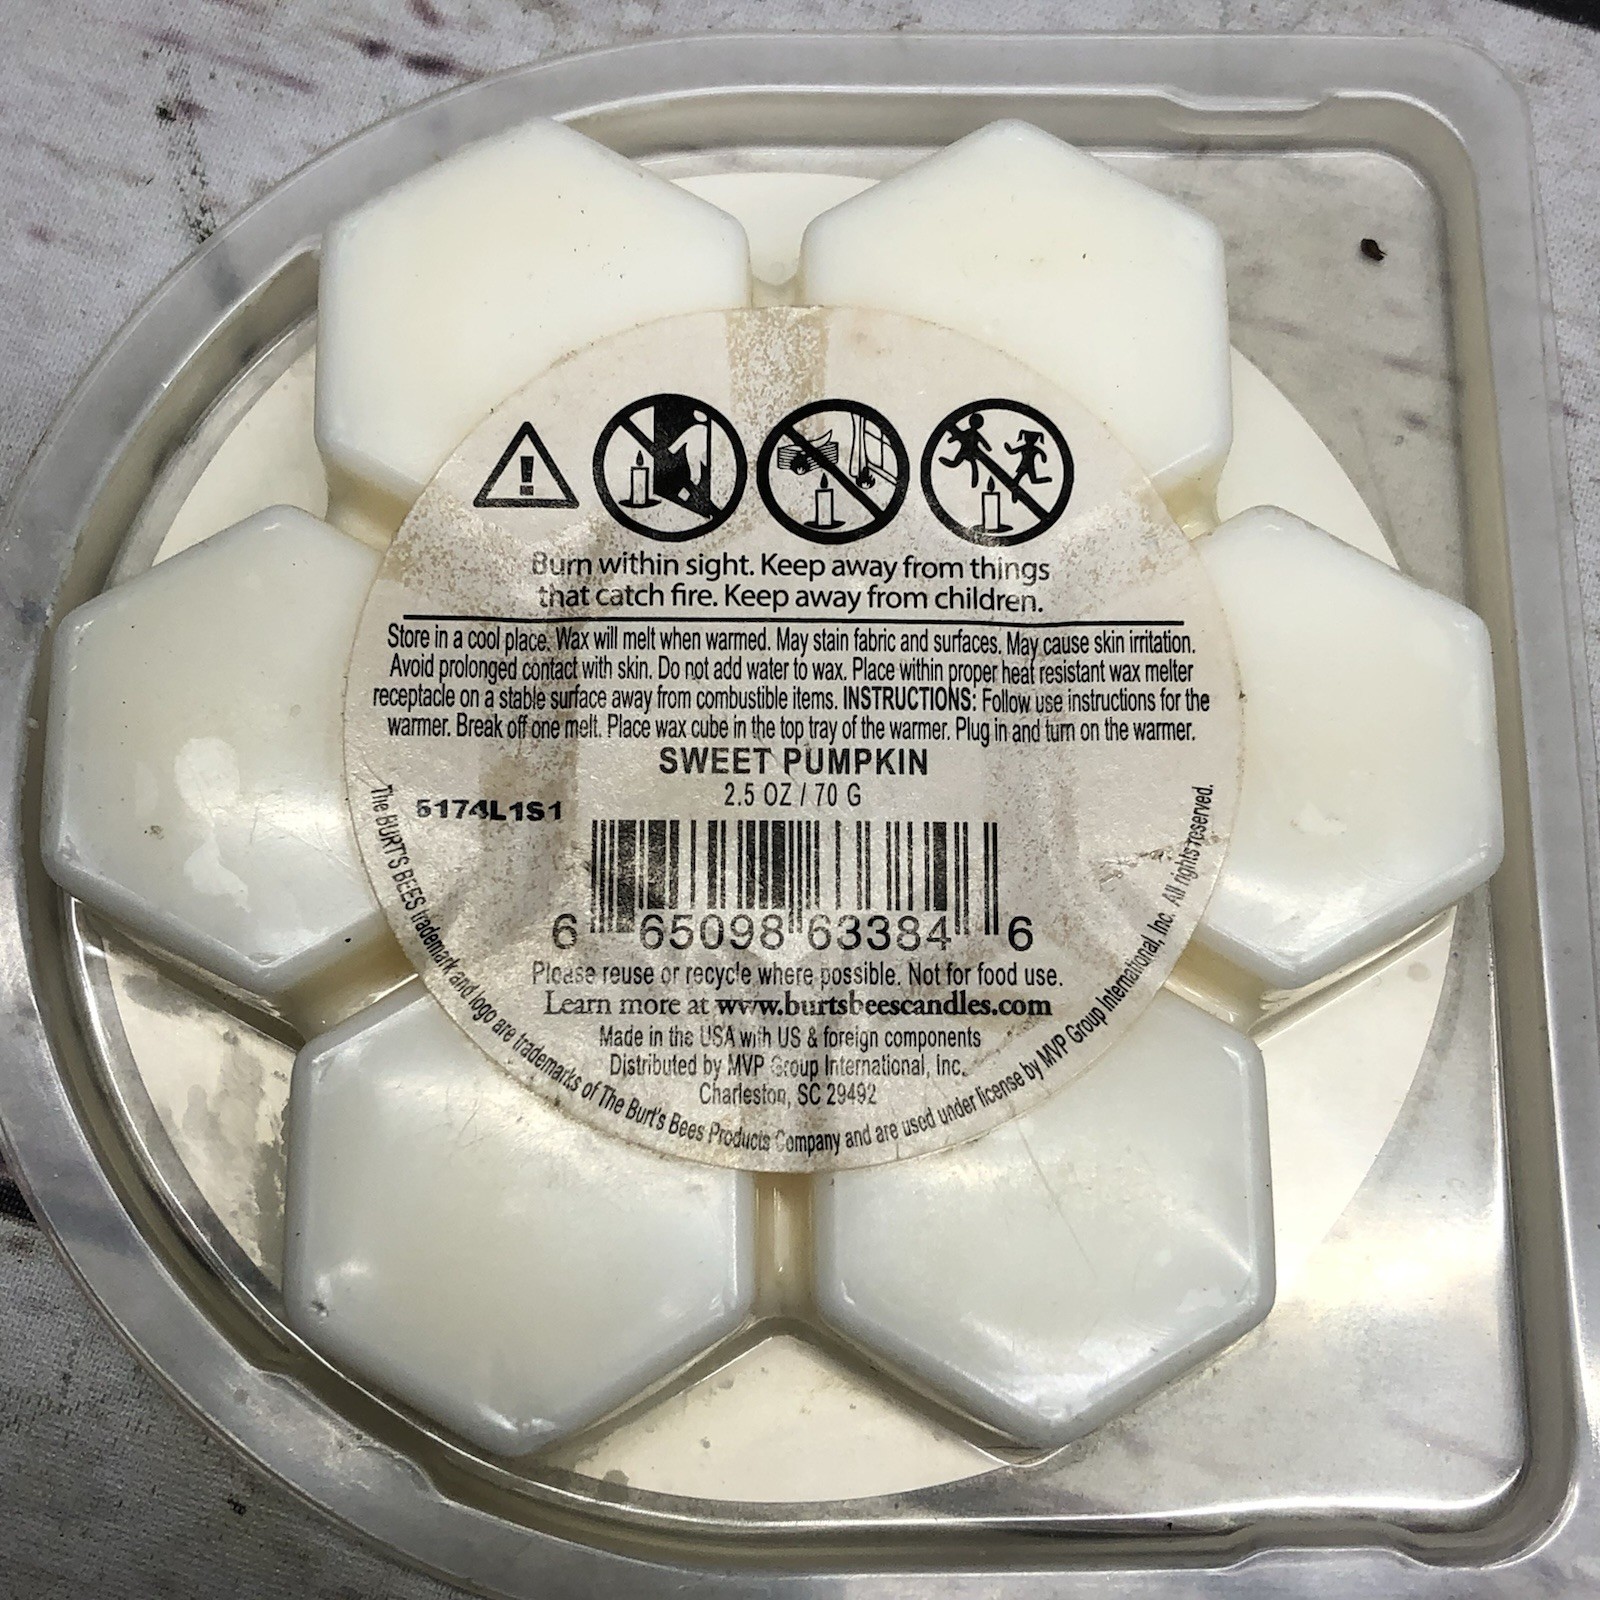 Burn within sight. Keep away from things
that catch fire. Keep away from children.
Store in a cool place. Wax will melt when warmed. May stain fabric and surfaces. May cause skin irritation.
Avoid prolonged contact with skin. Do not add water to wax. Place within proper heat resistant wax melter
receptacle on a stable surface away from combustible items. INSTRUCTIONS: Follow use instructions for the
warmer. Break off one melt. Place wax cube in the top tray of the warmer. Plug in and turn on the warmer.
SWEET PUMPKIN
2.5 OZ / 70 G
5174L1S1
6 65098 63384 6
Please reuse or recycle where possible. Not for food use.
Learn more at www.burtsbeescandles.com
Made in the USA with US & foreign components
Distributed by MVP Group International, Inc.
Charleston, SC 29492
The BURT'S BEES trademark and logo are trademarks of The Burt's Bees Products Company and are used under license by MVP Group International, Inc. All rights reserved.